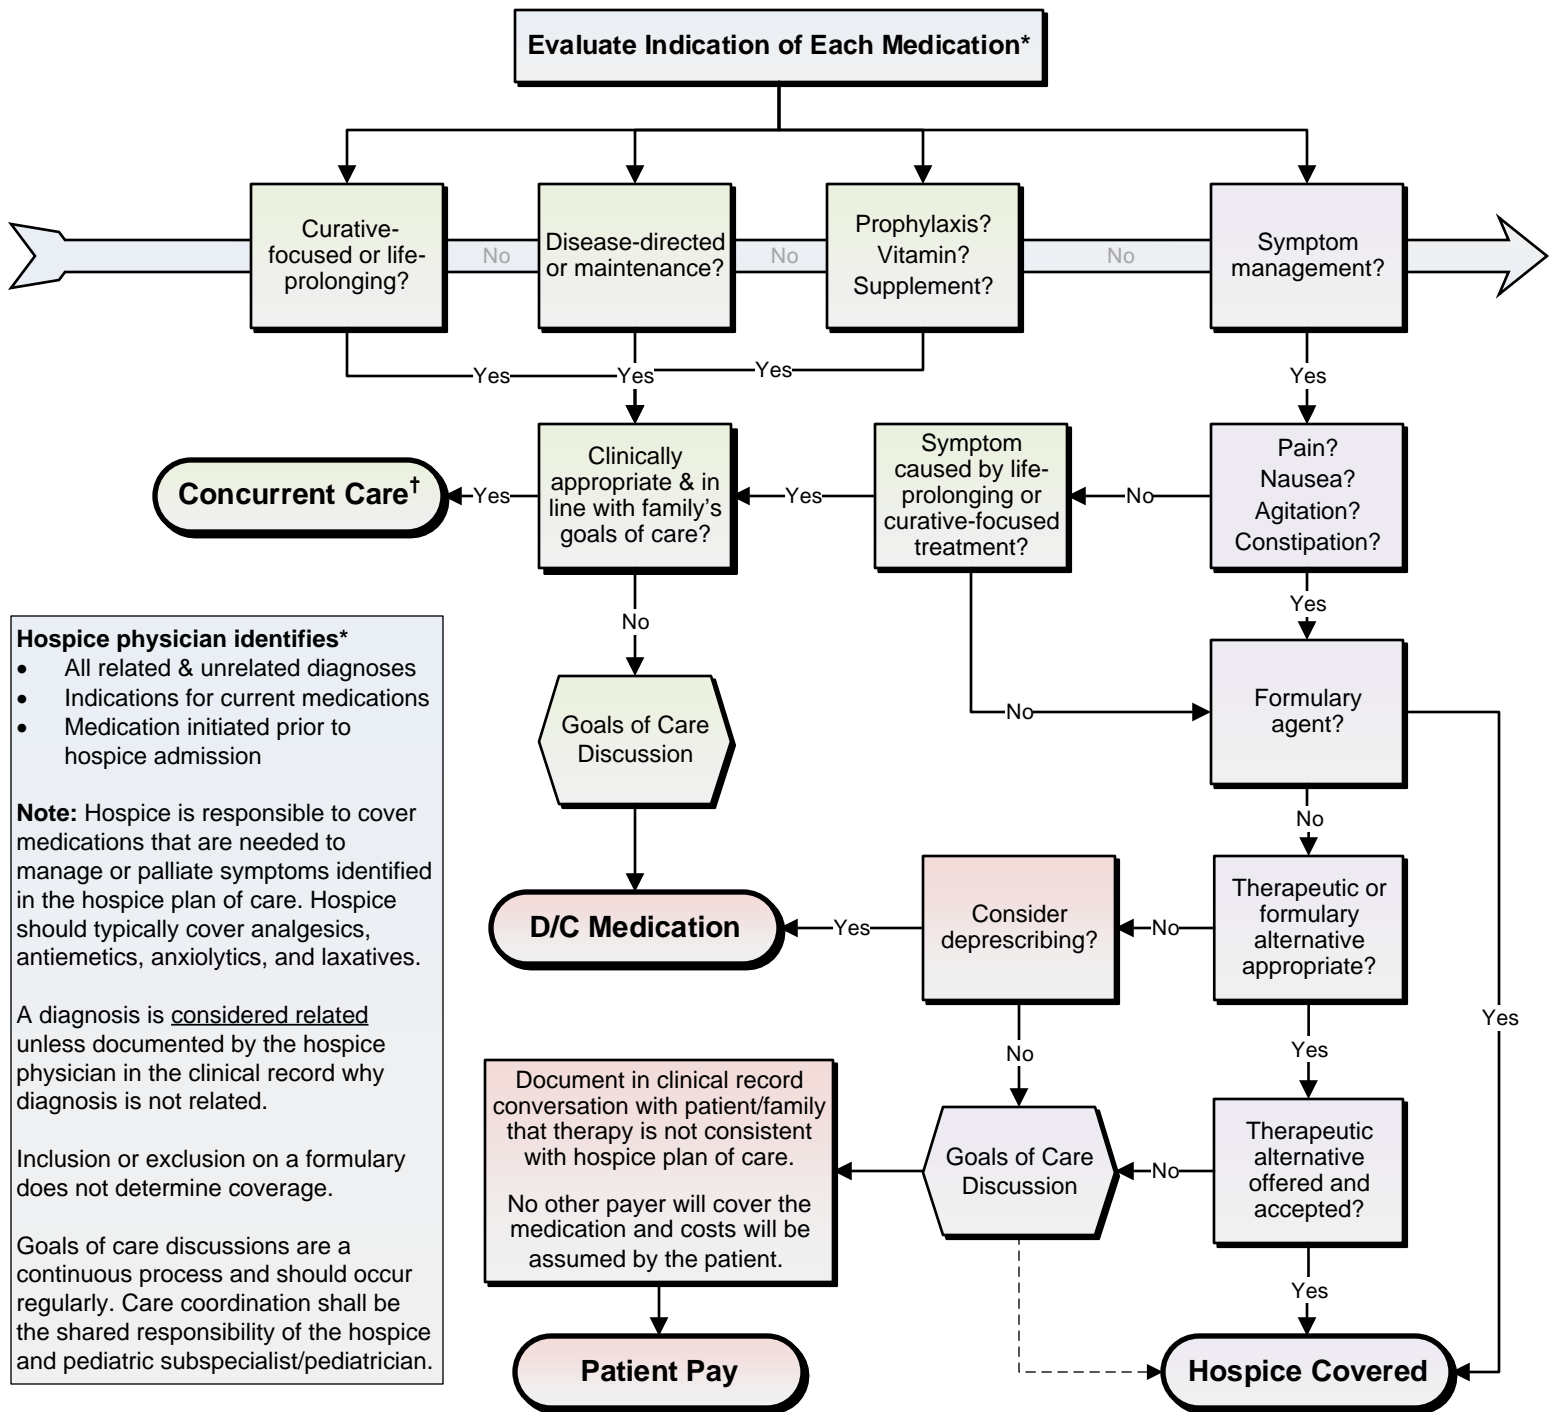 Evaluate Indication of Each Medication*
Curative-
focused or life-
prolonging?
No
Disease-directed
or maintenance?
No
Prophylaxis?
Vitamin?
Supplement?
No
Symptom
management?
Yes
Yes
Yes
Yes
Concurrent Care†
Yes
Clinically
appropriate & in
line with family’s
goals of care?
Yes
Symptom
caused by life-
prolonging or
curative-focused
treatment?
No
Pain?
Nausea?
Agitation?
Constipation?
No
Yes
Goals of Care
Discussion
No
Formulary
agent?
No
D/C Medication
Yes
Consider
deprescribing?
No
Therapeutic or
formulary
alternative
appropriate?
Yes
No
Yes
Document in clinical record
conversation with patient/family
that therapy is not consistent
with hospice plan of care.
No other payer will cover the
medication and costs will be
assumed by the patient.
Goals of Care
Discussion
No
Therapeutic
alternative
offered and
accepted?
Yes
Patient Pay
Hospice Covered
Hospice physician identifies*
• All related & unrelated diagnoses
• Indications for current medications
• Medication initiated prior to
hospice admission
Note: Hospice is responsible to cover
medications that are needed to
manage or palliate symptoms identified
in the hospice plan of care. Hospice
should typically cover analgesics,
antiemetics, anxiolytics, and laxatives.
A diagnosis is considered related
unless documented by the hospice
physician in the clinical record why
diagnosis is not related.
Inclusion or exclusion on a formulary
does not determine coverage.
Goals of care discussions are a
continuous process and should occur
regularly. Care coordination shall be
the shared responsibility of the hospice
and pediatric subspecialist/pediatrician.